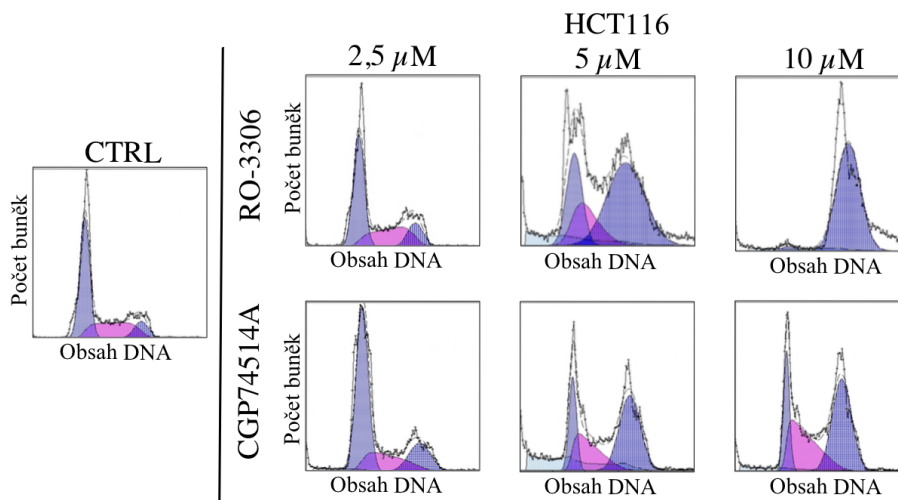 HCT116
2,5 µM
5 µM
10 µM
CTRL
Počet buněk
Obsah DNA
RO-3306
Počet buněk
Obsah DNA
Obsah DNA
Obsah DNA
CGP74514A
Počet buněk
Obsah DNA
Obsah DNA
Obsah DNA